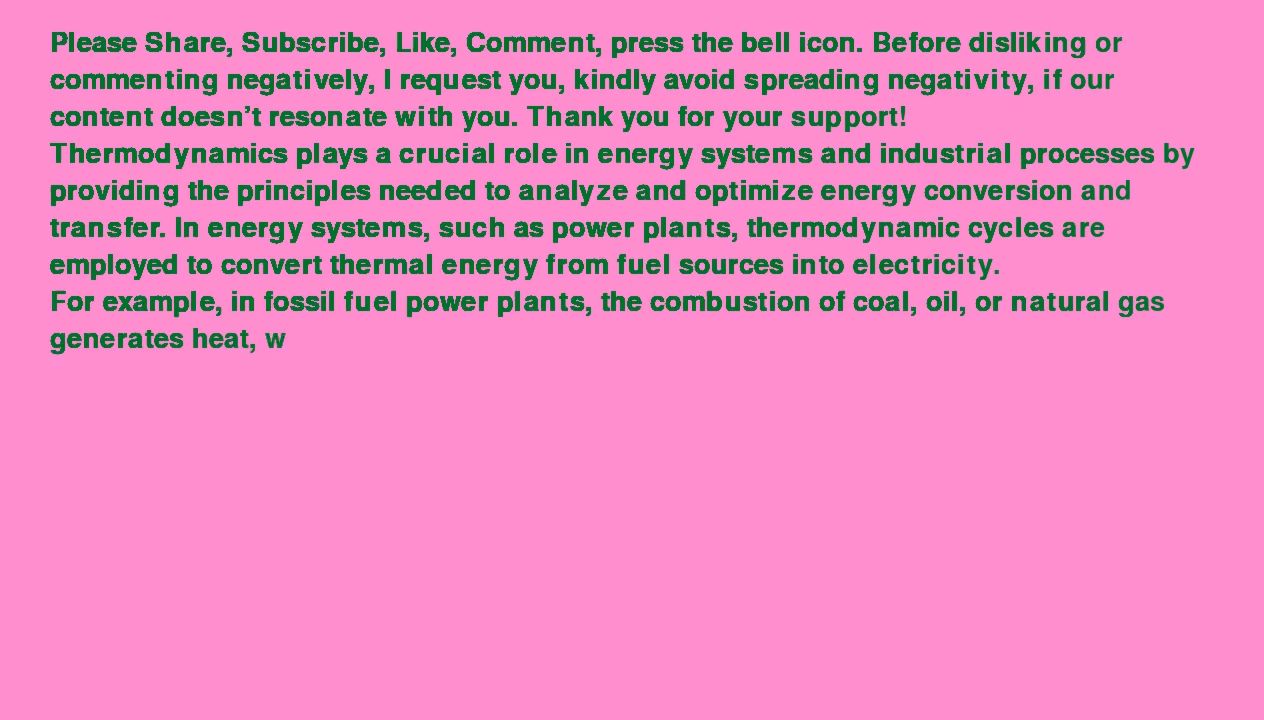 Please Share, Subscribe, Like, Comment, press the bell icon. Before disliking or
commenting negatively, I request you, kindly avoid spreading negativity, if our
content doesn’t resonate with you. Thank you for your support!
Thermodynamics plays a crucial role in energy systems and industrial processes by
providing the principles needed to analyze and optimize energy conversion and
transfer. In energy systems, such as power plants, thermodynamic cycles are
employed to convert thermal energy from fuel sources into electricity.
For example, in fossil fuel power plants, the combustion of coal, oil, or natural gas
generates heat, w